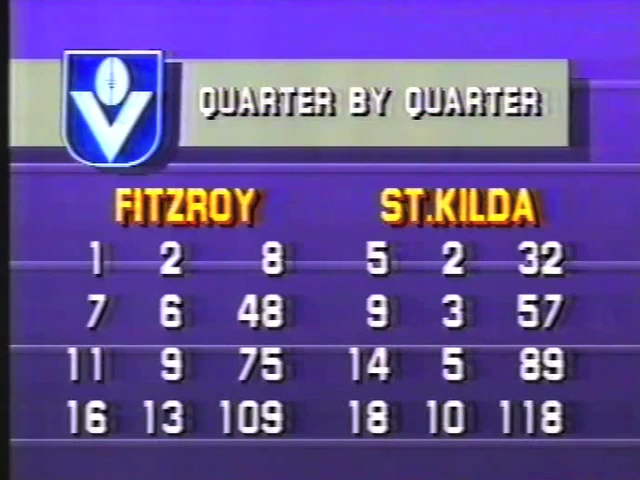 QUARTER BY QUARTER
FITZROY ST.KILDA
1 2 8 5 2 32
7 6 48 9 3 57
11 9 75 14 5 89
16 13 109 18 10 118